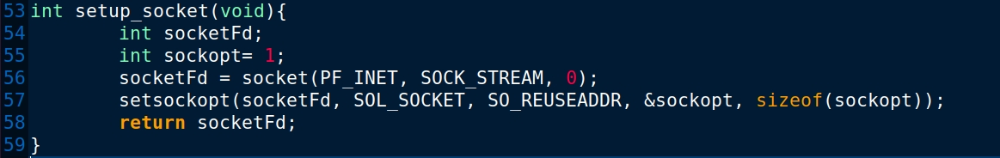 53 int setup_socket(void){
54         int socketFd;
55         int sockopt= 1;
56         socketFd = socket(PF_INET, SOCK_STREAM, 0);
57         setsockopt(socketFd, SOL_SOCKET, SO_REUSEADDR, &sockopt, sizeof(sockopt));
58         return socketFd;
59 }